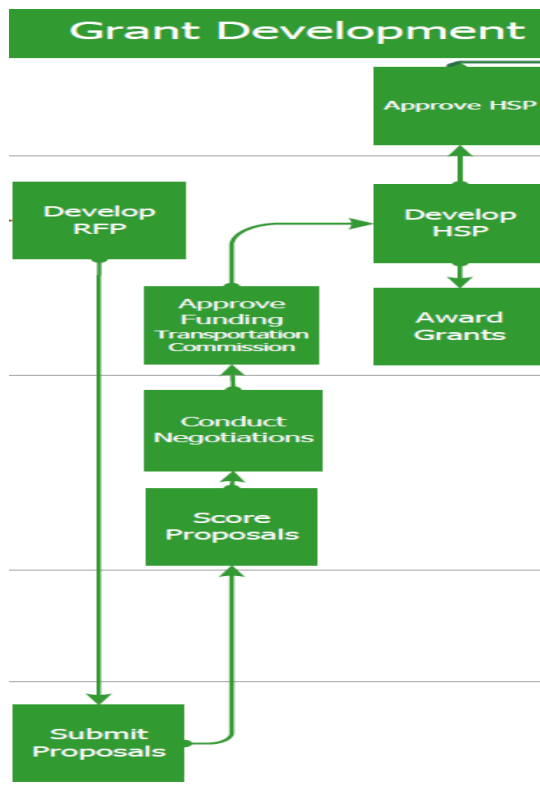 Grant Development
Approve HSP
Develop
RFP
Develop
HSP
Approve
Funding
Transportation
Commission
Award
Grants
Conduct
Negotiations
Score
Proposals
Submit
Proposals